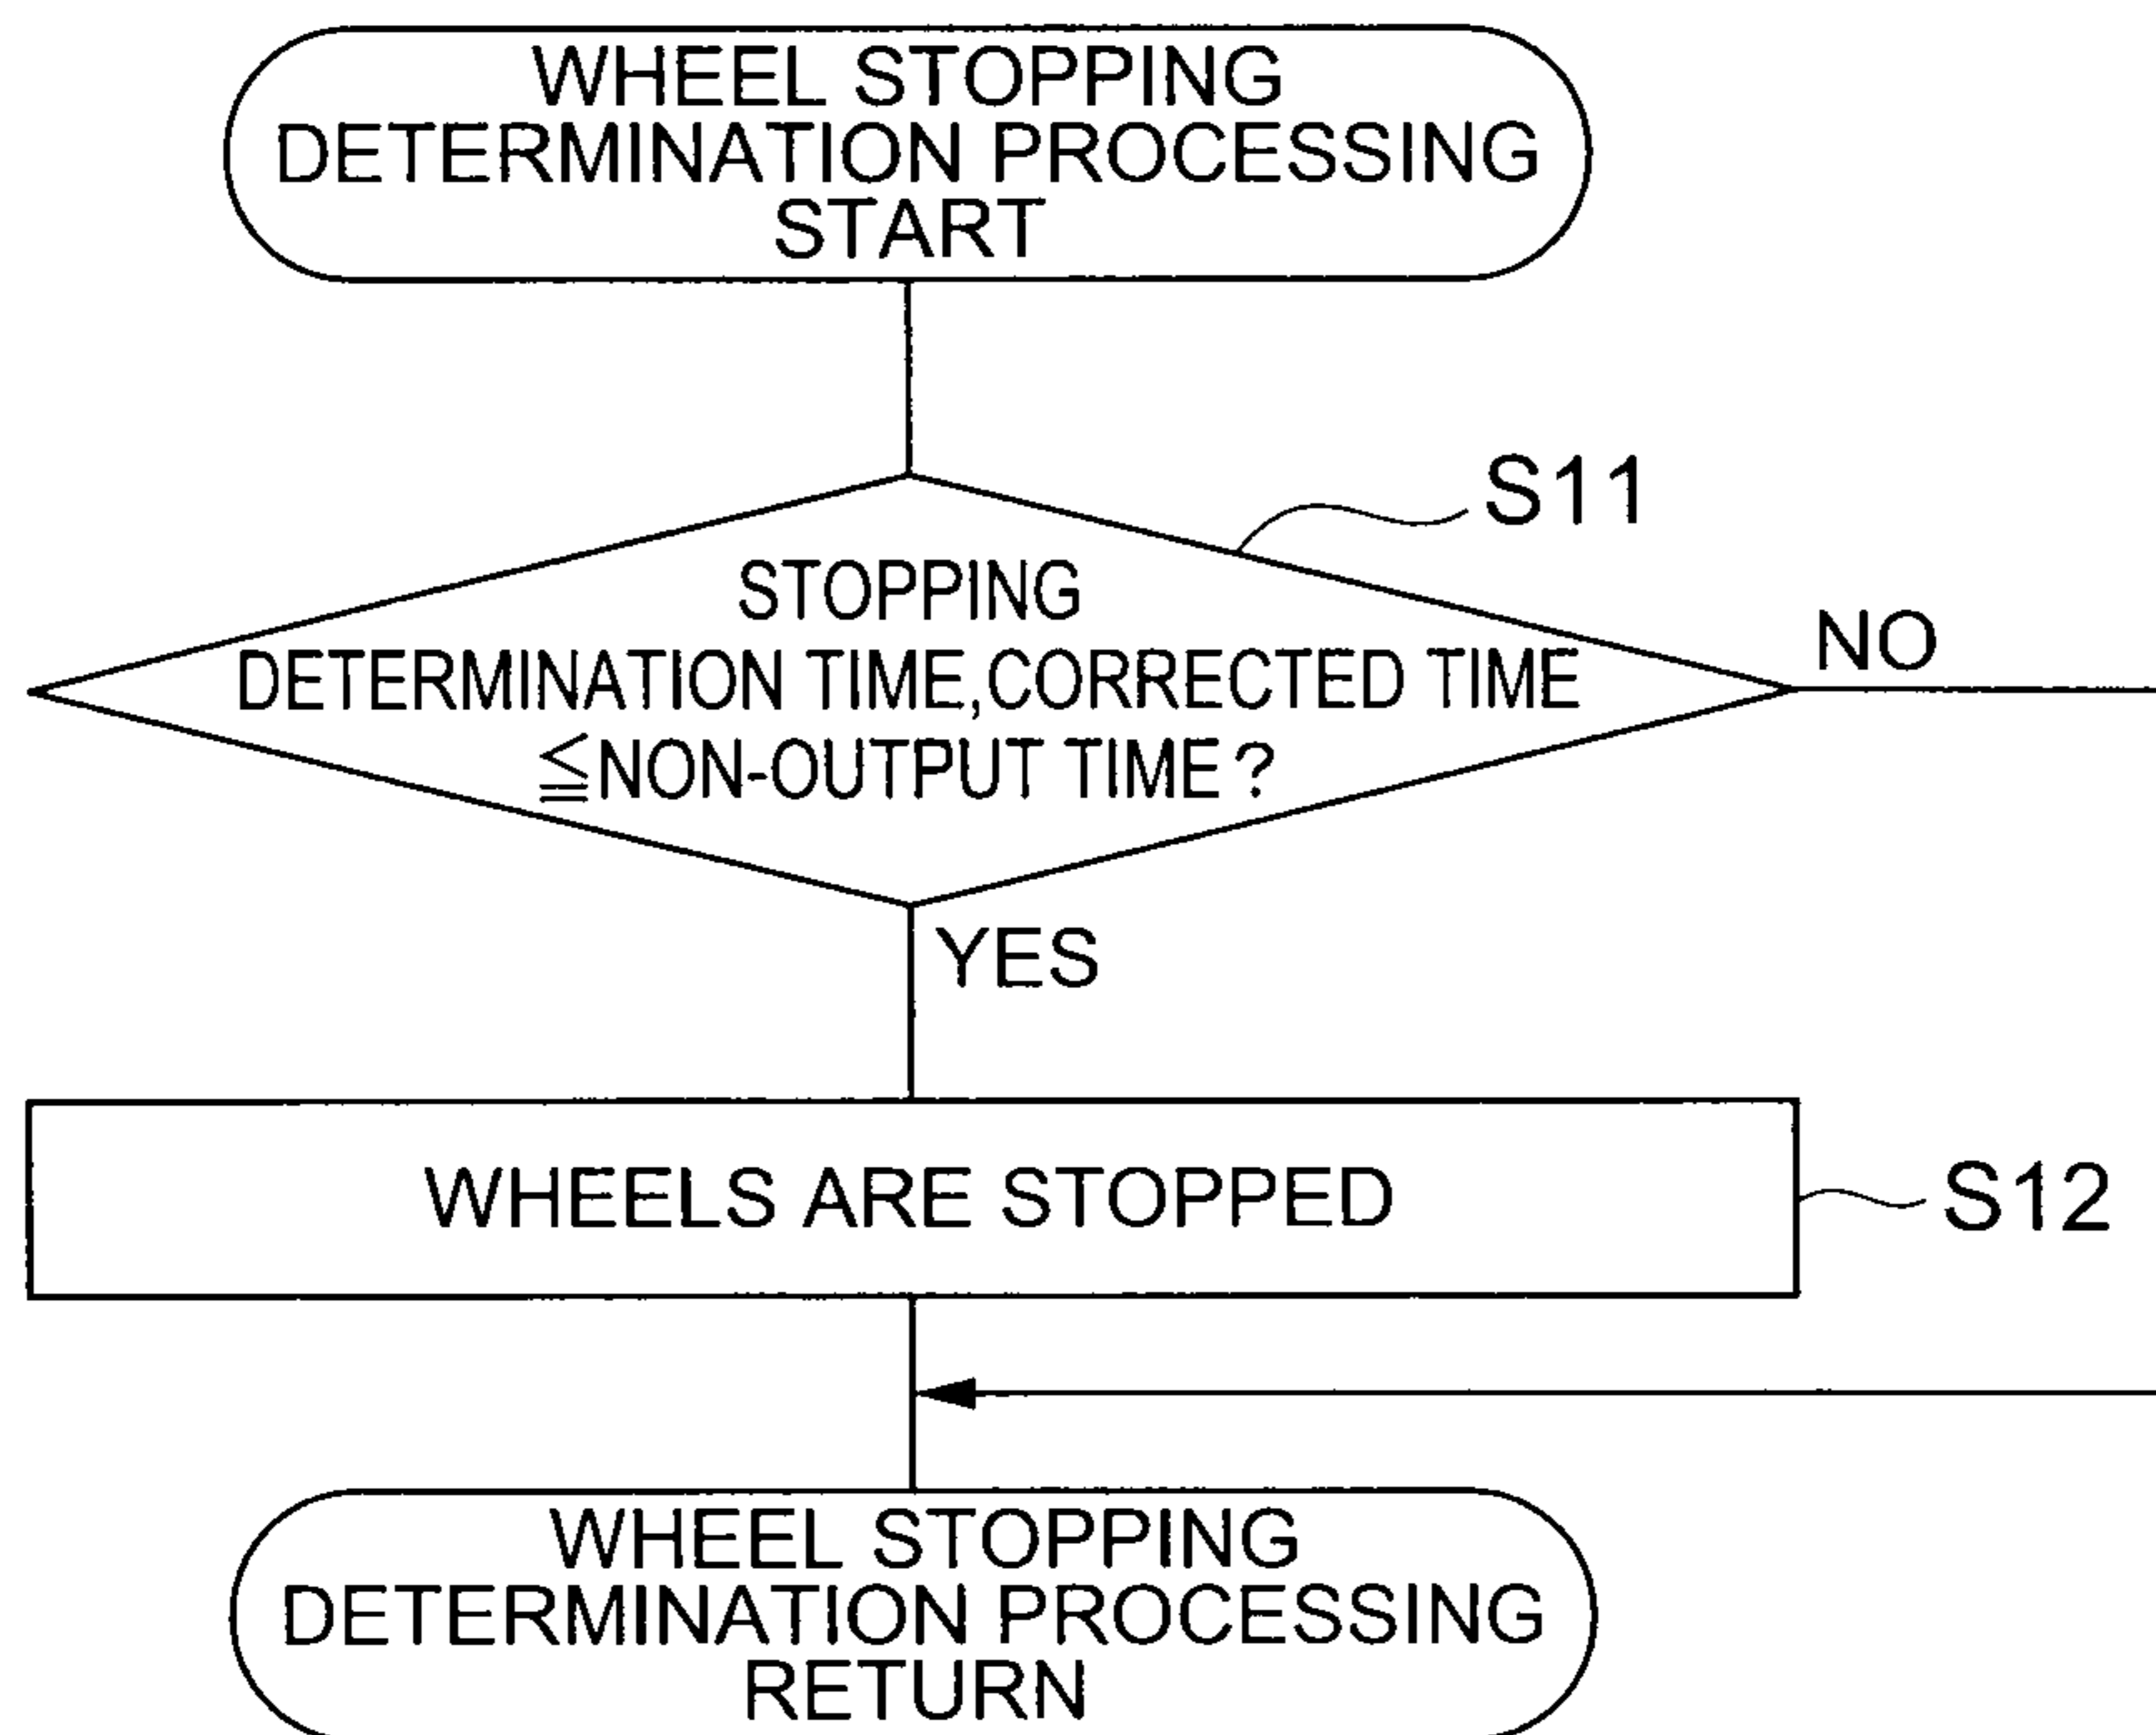 WHEEL STOPPING
DETERMINATION PROCESSING
START
S11
STOPPING
DETERMINATION TIME,CORRECTED TIME
≦NON-OUTPUT TIME?
NO
YES
WHEELS ARE STOPPED
S12
WHEEL STOPPING
DETERMINATION PROCESSING
RETURN